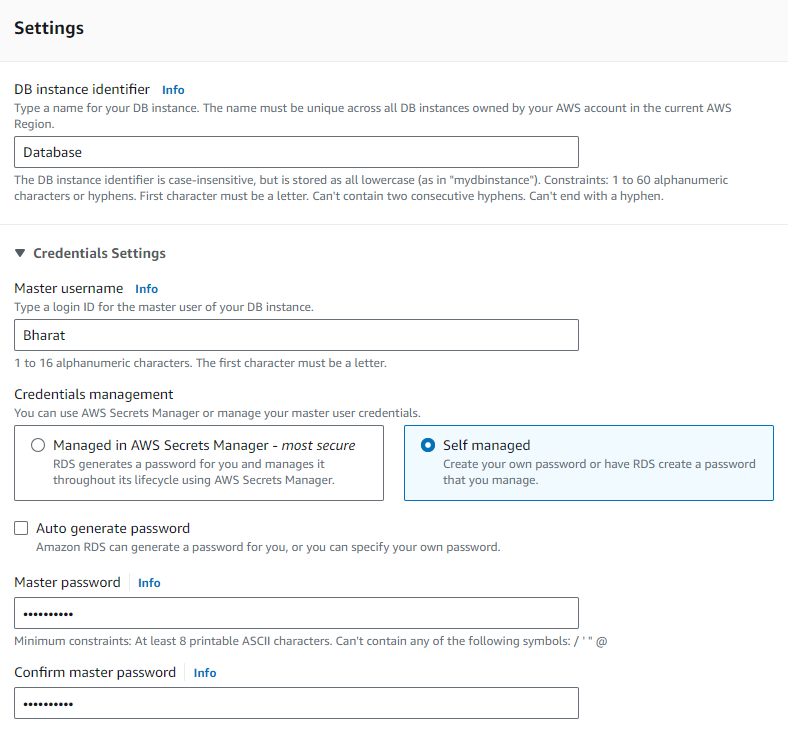 Settings
DB instance identifier Info
Type a name for your DB instance. The name must be unique across all DB instances owned by your AWS account in the current AWS
Region.
Database
The DB instance identifier is case-insensitive, but is stored as all lowercase (as in "mydbinstance"). Constraints: 1 to 60 alphanumeric
characters or hyphens. First character must be a letter. Can't contain two consecutive hyphens. Can't end with a hyphen.
▼ Credentials Settings
Master username Info
Type a login ID for the master user of your DB instance.
Bharat
1 to 16 alphanumeric characters. The first character must be a letter.
Credentials management
You can use AWS Secrets Manager or manage your master user credentials.
Managed in AWS Secrets Manager - most secure
RDS generates a password for you and manages it
throughout its lifecycle using AWS Secrets Manager.
Self managed
Create your own password or have RDS create a password
that you manage.
Auto generate password
Amazon RDS can generate a password for you, or you can specify your own password.
Master password Info
••••••••••
Minimum constraints: At least 8 printable ASCII characters. Can't contain any of the following symbols: / ' " @
Confirm master password Info
••••••••••